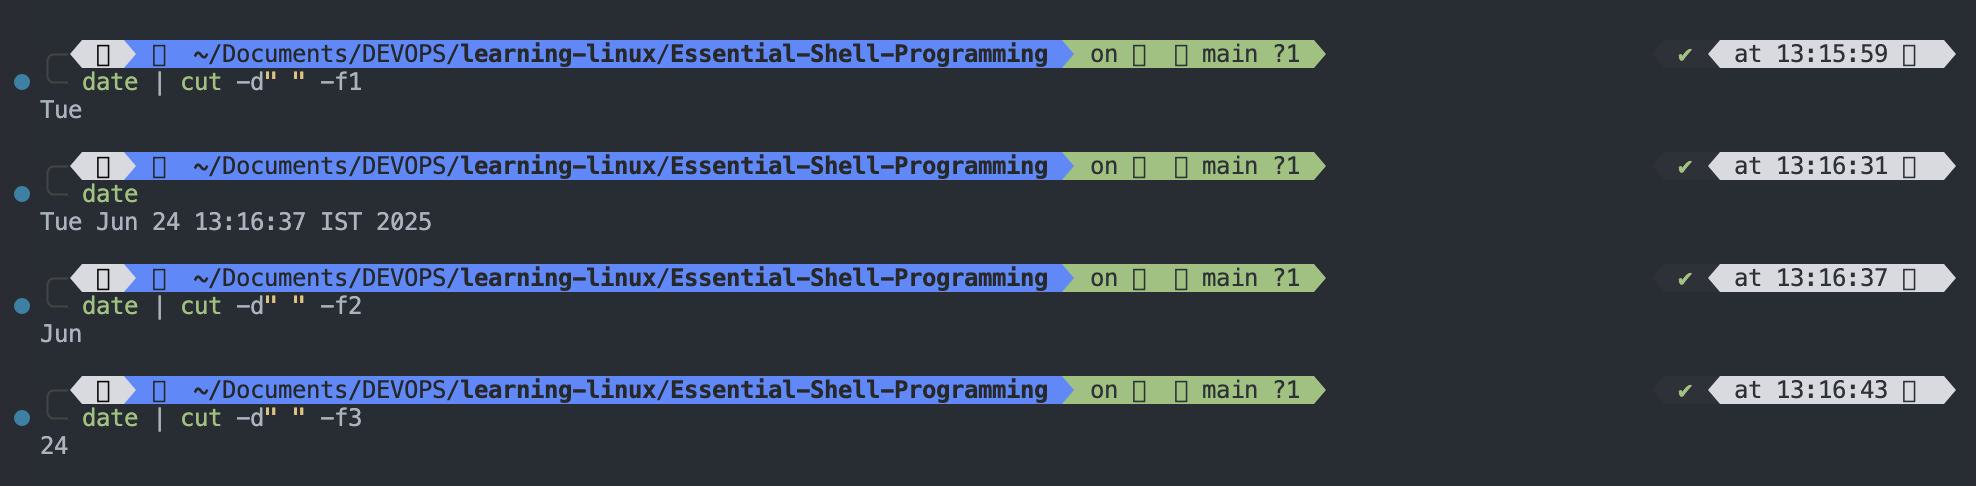 ~/Documents/DEVOPS/learning-linux/Essential-Shell-Programming on main ?1 ✔ at 13:15:59
date | cut -d" " -f1
Tue
~/Documents/DEVOPS/learning-linux/Essential-Shell-Programming on main ?1 ✔ at 13:16:31
date
Tue Jun 24 13:16:37 IST 2025
~/Documents/DEVOPS/learning-linux/Essential-Shell-Programming on main ?1 ✔ at 13:16:37
date | cut -d" " -f2
Jun
~/Documents/DEVOPS/learning-linux/Essential-Shell-Programming on main ?1 ✔ at 13:16:43
date | cut -d" " -f3
24